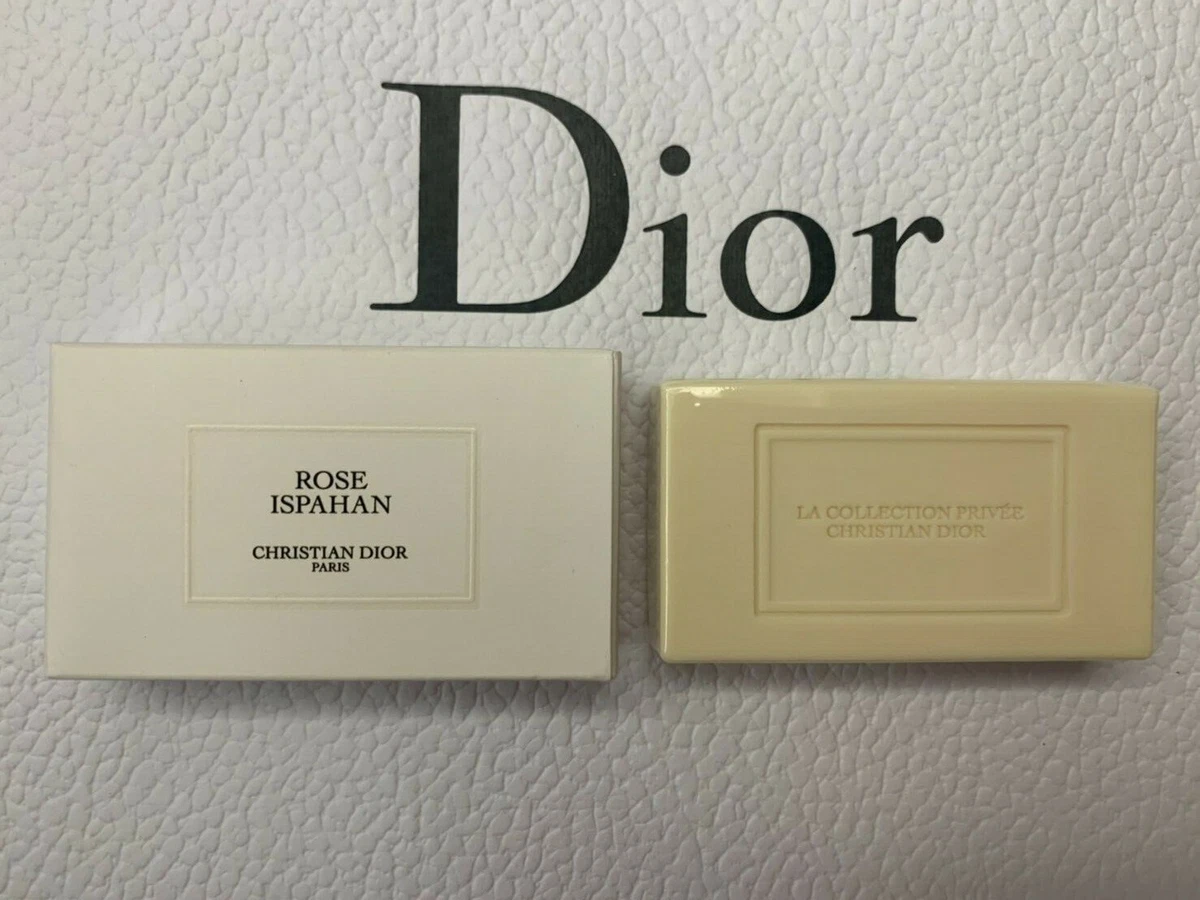 Dior
ROSE
ISPAHAN
CHRISTIAN DIOR
PARIS
LA COLLECTION PRIVÉE
CHRISTIAN DIOR